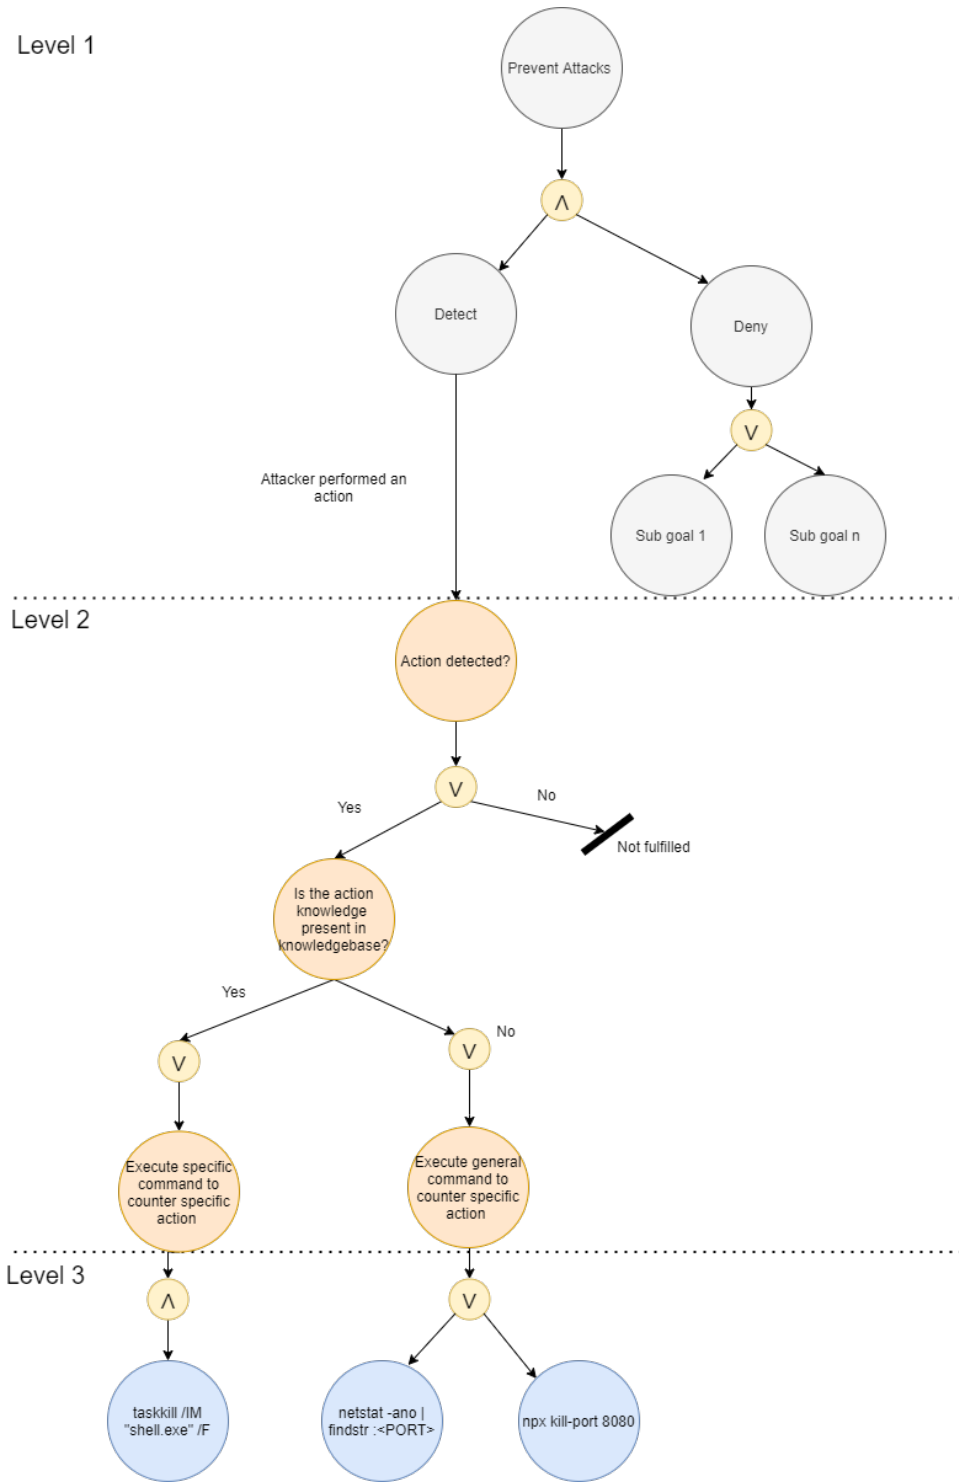 Level 1
Prevent Attacks
Λ
Detect
Deny
V
Attacker performed an
action
Sub goal 1
Sub goal n
Level 2
Action detected?
V
Yes
No
Not fulfilled
Is the action
knowledge
present in
knowledgebase?
Yes
No
V
V
Execute specific
command to
counter specific
action
Execute general
command to
counter specific
action
Level 3
Λ
V
taskkill /IM
"shell.exe" /F
netstat -ano |
findstr :<PORT>
npx kill-port 8080